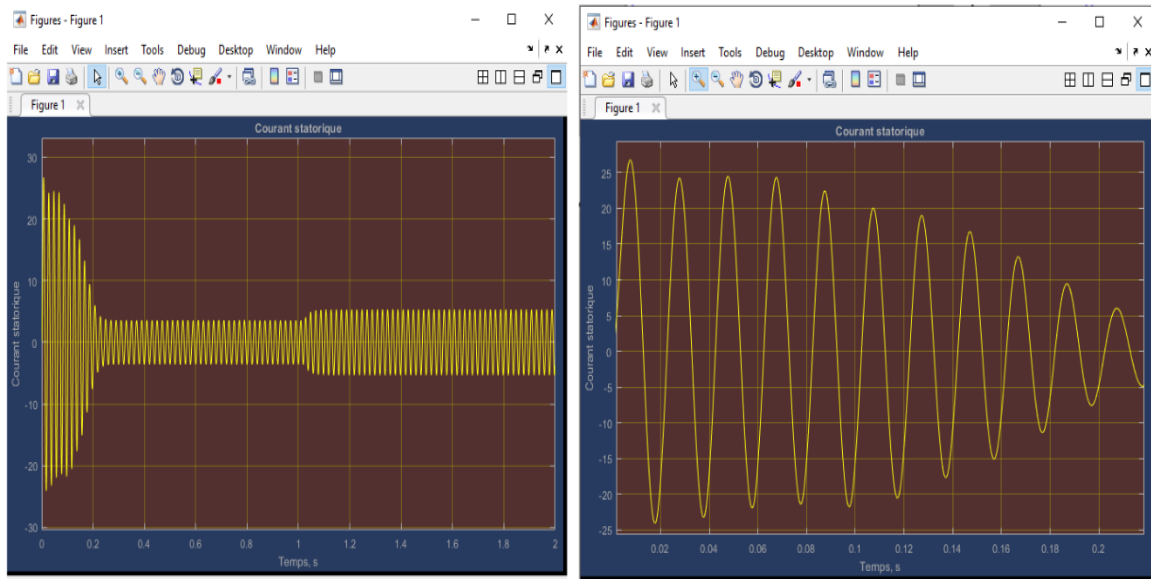 Figures - Figure 1
File Edit View Insert Tools Debug Desktop Window Help
Figure 1
Courant statorique
Courant statorique
30
20
10
0
-10
-20
-30
0 0.2 0.4 0.6 0.8 1 1.2 1.4 1.6 1.8 2
Temps, s
Figures - Figure 1
File Edit View Insert Tools Debug Desktop Window Help
Figure 1
Courant statorique
Courant statorique
25
20
15
10
5
0
-5
-10
-15
-20
-25
0.02 0.04 0.06 0.08 0.1 0.12 0.14 0.16 0.18 0.2
Temps, s